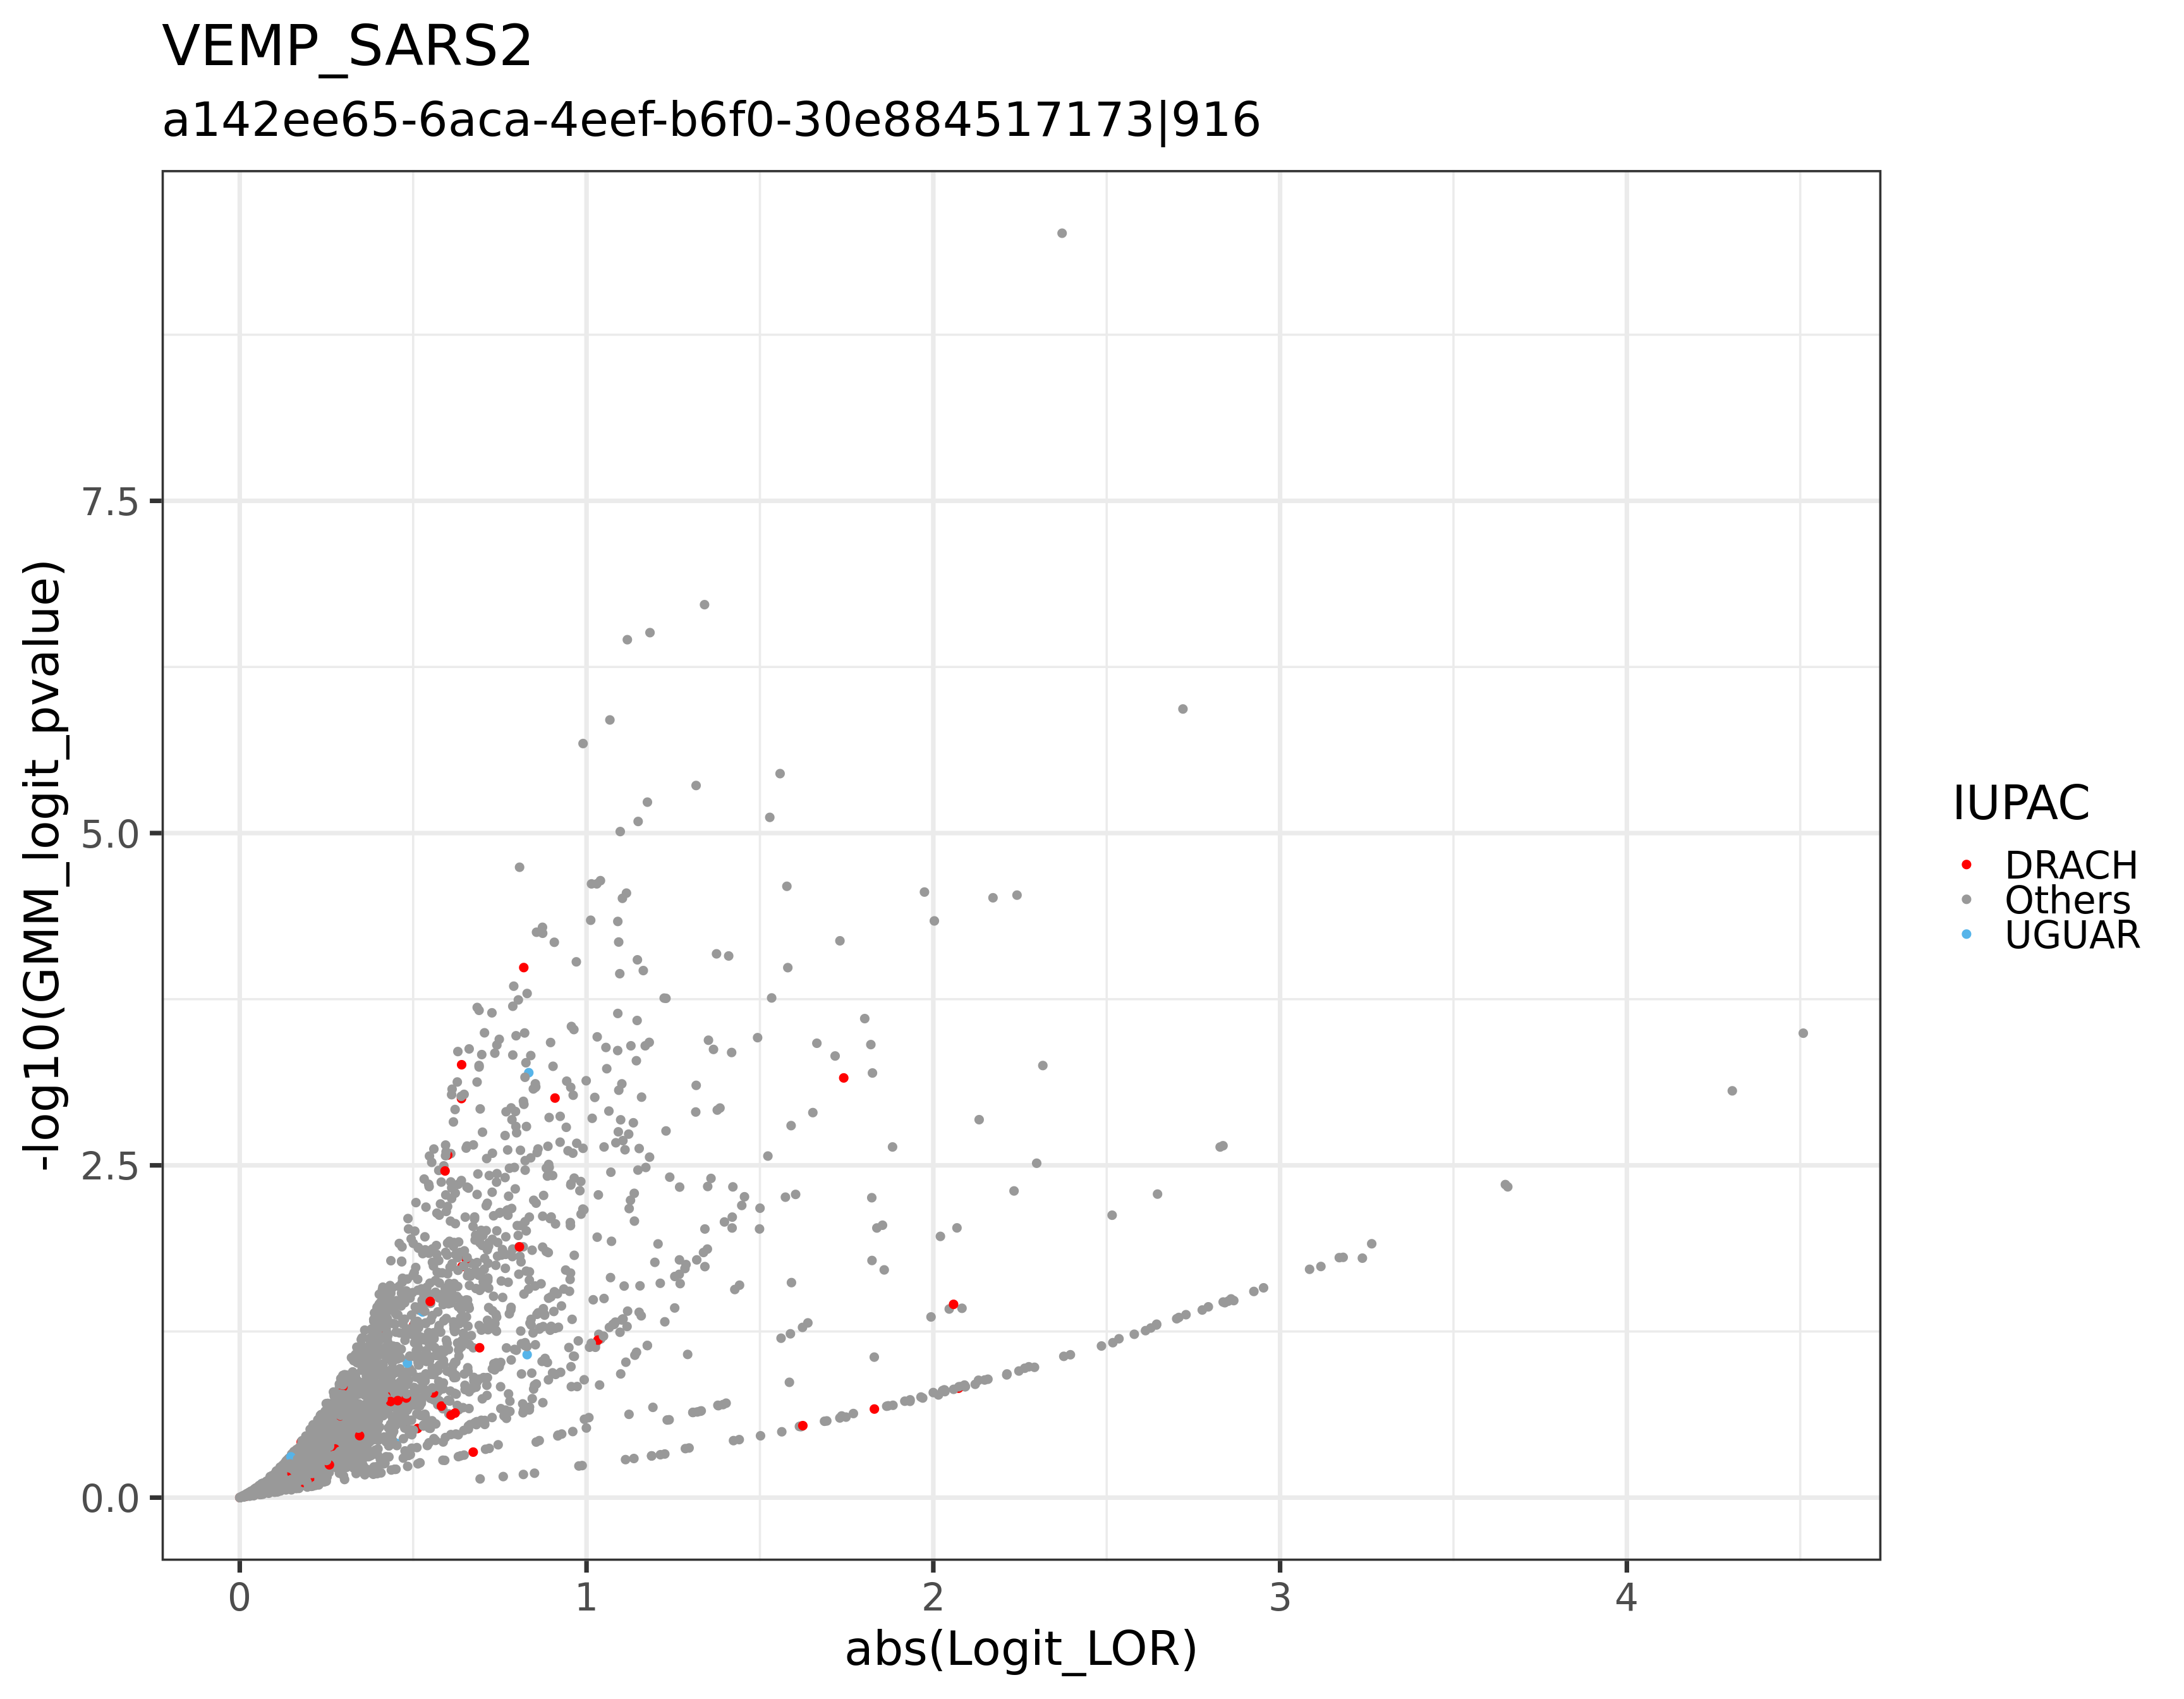 VEMP_SARS2
a142ee65-6aca-4eef-b6f0-30e884517173|916
-log10(GMM_logit_pvalue)
7.5
5.0
2.5
0.0
0
1
2
3
4
abs(Logit_LOR)
IUPAC
DRACH
Others
UGUAR